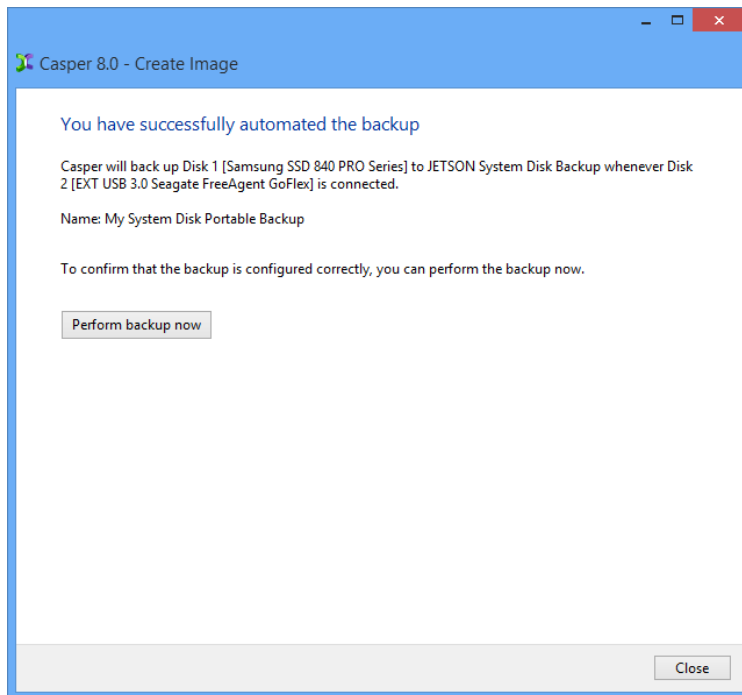 Casper 8.0 - Create Image
You have successfully automated the backup
Casper will back up Disk 1 [Samsung SSD 840 PRO Series] to JETSON System Disk Backup whenever Disk
2 [EXT USB 3.0 Seagate FreeAgent GoFlex] is connected.
Name: My System Disk Portable Backup
To confirm that the backup is configured correctly, you can perform the backup now.
Perform backup now
Close